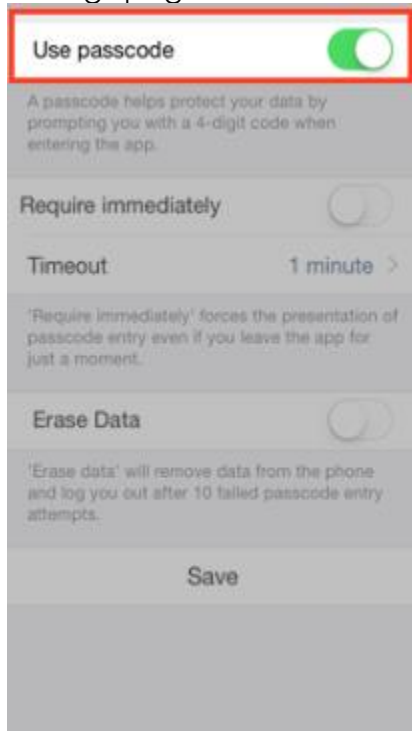 Use passcode
A passcode helps protect your data by
prompting you with a 4-digit code when
entering the app.
Require immediately
Timeout 1 minute >
'Require immediately' forces the presentation of
passcode entry even if you leave the app for
just a moment.
Erase Data
'Erase data' will remove data from the phone
and log you out after 10 failed passcode entry
attempts.
Save